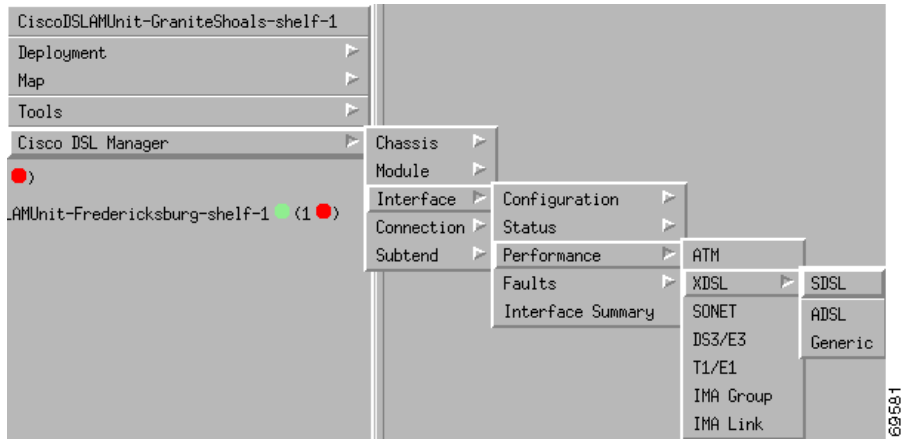 CiscoDSLAMUnit-GraniteShoals-shelf-1
Deployment
Map
Tools
Cisco DSL Manager
)
LAMUnit-Fredericksburg-shelf-1 (1 )
Chassis
Module
Interface
Connection
Subtend
Configuration
Status
Performance
Faults
Interface Summary
ATM
XDSL
SONET
DS3/E3
T1/E1
IMA Group
IMA Link
SDSL
ADSL
Generic
69581